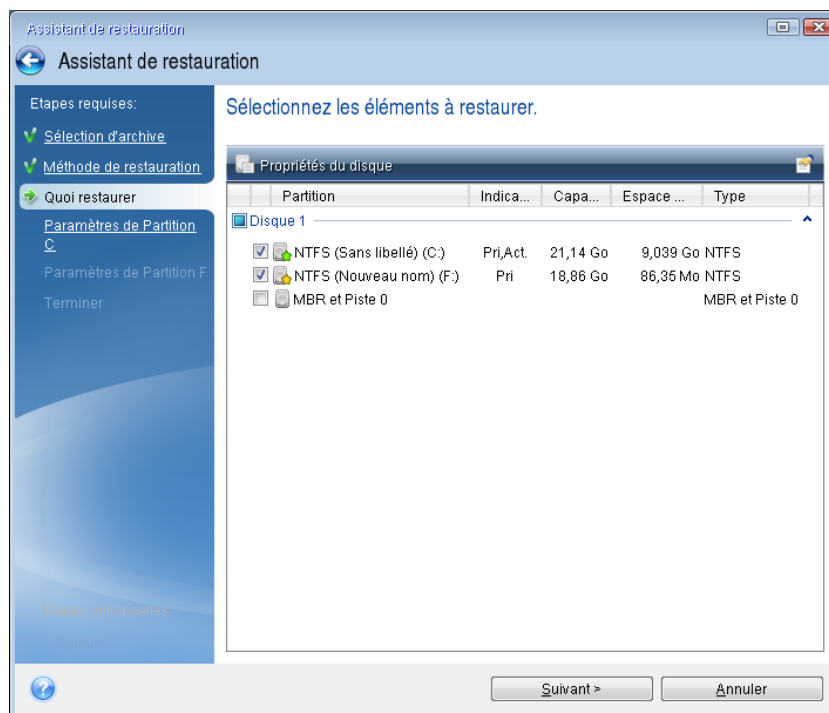 Assistant de restauration
Assistant de restauration
Etapes requises:
Sélection d'archive
Méthode de restauration
Quoi restaurer
Paramètres de Partition
C
Paramètres de Partition F
Terminer
Sélectionnez les éléments à restaurer.
Propriétés du disque
Partition Indica... Capa... Espace ... Type
Disque 1
NTFS (Sans libellé) (C:) Pri,Act. 21,14 Go 9,039 Go NTFS
NTFS (Nouveau nom) (F:) Pri 18,86 Go 86,35 Mo NTFS
MBR et Piste 0 MBR et Piste 0
Suivant >
Annuler